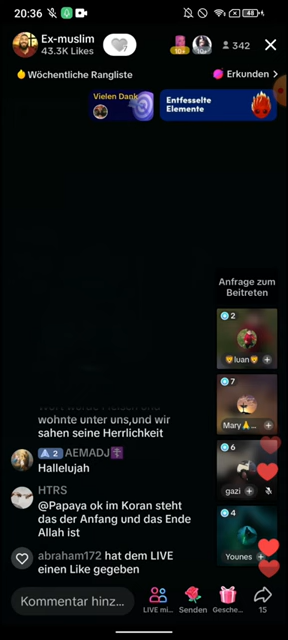 20:36
Ex-muslim
43.3K Likes
10+
10+
342
Wöchentliche Rangliste
Erkunden >
Vielen Dank
Entfesselte
Elemente
Anfrage zum
Beitreten
2
🦁luan🦁
7
Mary🙏...
6
gazi
4
Younes
wohnte unter uns,und wir
sahen seine Herrlichkeit
2 AEMADJ
Hallelujah
HTRS
@Papaya ok im Koran steht
das der Anfang und das Ende
Allah ist
abraham172 hat dem LIVE
einen Like gegeben
Kommentar hinz...
LIVE mi...
Senden
Gesche...
15